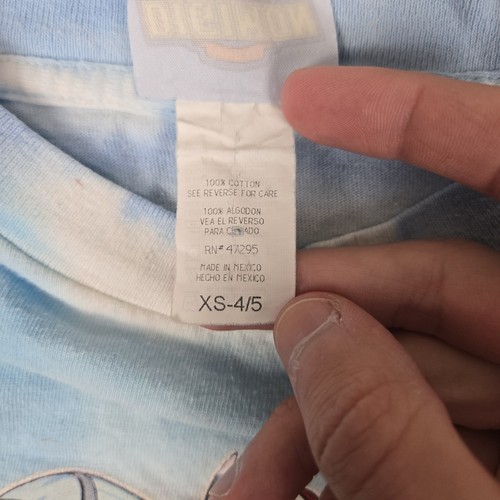 DIGIMON
100% COTTON
SEE REVERSE FOR CARE
100% ALGODON
VEA EL REVERSO
PARA CUIDADO
RN# 47295
MADE IN MEXICO
HECHO EN MEXICO
XS-4/5